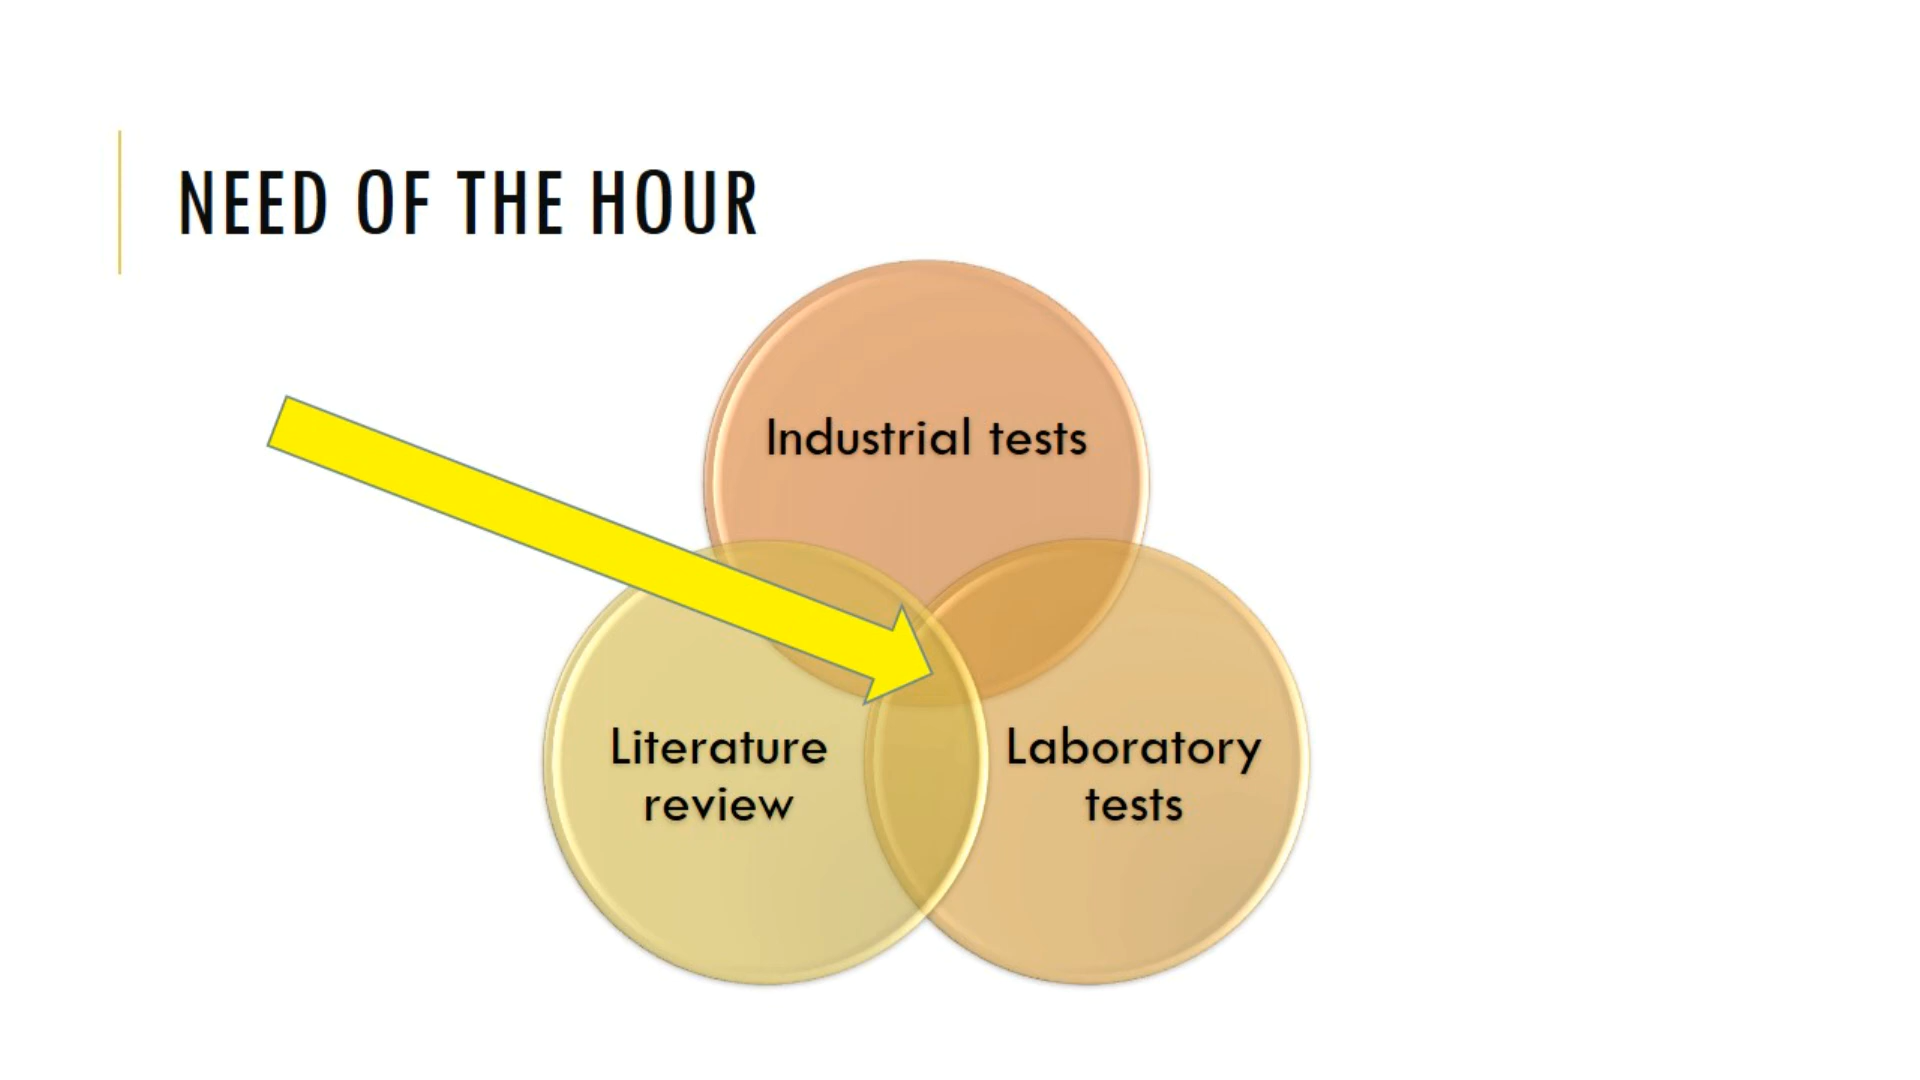 NEED OF THE HOUR
Industrial tests
Literature
review
Laboratory
tests